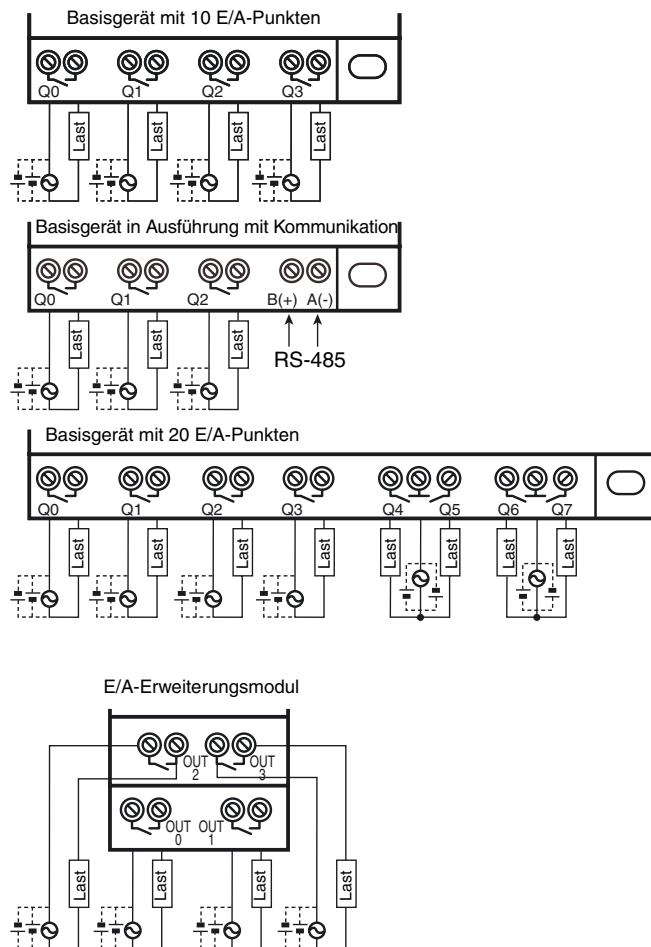 Basisgerät mit 10 E/A-Punkten
Q0 Q1 Q2 Q3
Last Last Last Last
Basisgerät in Ausführung mit Kommunikation
Q0 Q1 Q2 B(+) A(-)
Last Last Last
RS-485
Basisgerät mit 20 E/A-Punkten
Q0 Q1 Q2 Q3 Q4 Q5 Q6 Q7
Last Last Last Last Last Last Last Last
E/A-Erweiterungsmodul
OUT OUT
2 3
OUT OUT
0 1
Last Last Last Last